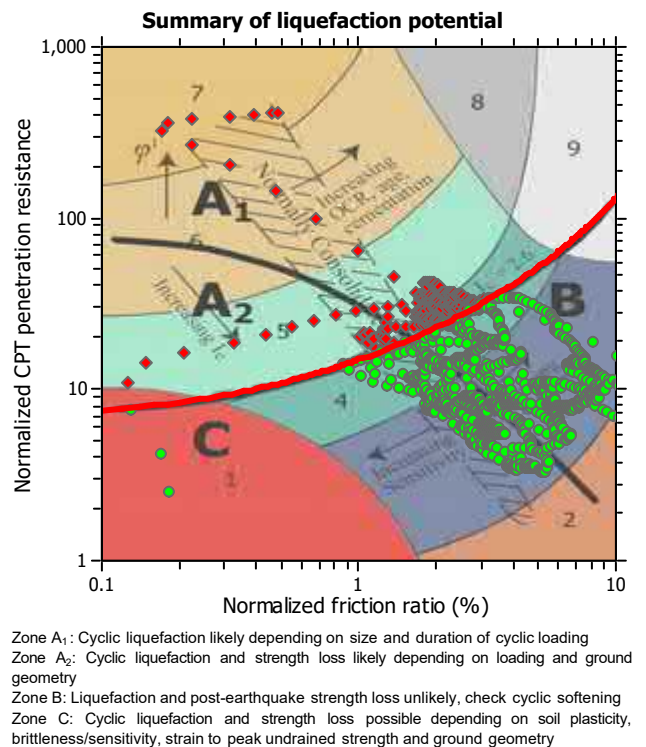 Summary of liquefaction potential
1,000
100
10
1
Normalized CPT penetration resistance
7
8
9
φ'
A1
Increasing
OCR, age,
cementation
Normally Consolidated
6
A2
Increasing Ic
5
B
4
C
1
Increasing
Sensitivity
2
0.1
1
10
Normalized friction ratio (%)
Zone A₁: Cyclic liquefaction likely depending on size and duration of cyclic loading
Zone A₂: Cyclic liquefaction and strength loss likely depending on loading and ground
geometry
Zone B: Liquefaction and post-earthquake strength loss unlikely, check cyclic softening
Zone C: Cyclic liquefaction and strength loss possible depending on soil plasticity,
brittleness/sensitivity, strain to peak undrained strength and ground geometry